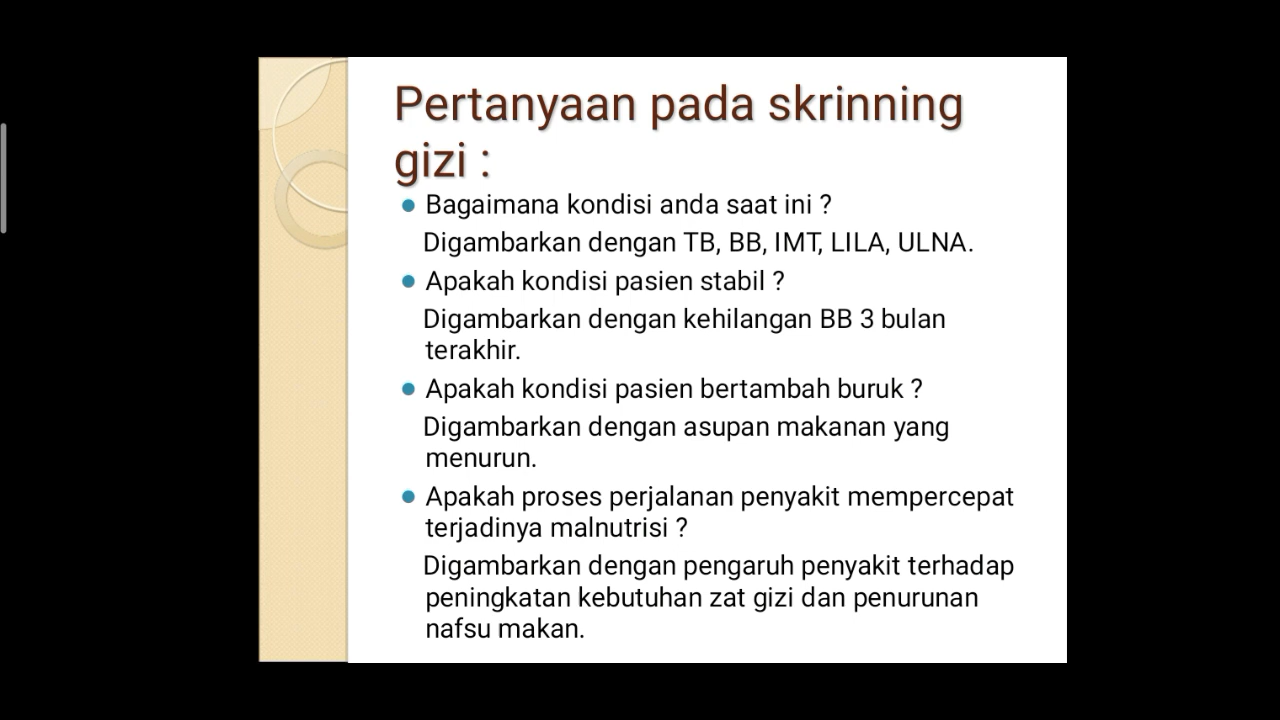 Pertanyaan pada skrinning
gizi :
Bagaimana kondisi anda saat ini ?
Digambarkan dengan TB, BB, IMT, LILA, ULNA.
Apakah kondisi pasien stabil ?
Digambarkan dengan kehilangan BB 3 bulan
terakhir.
Apakah kondisi pasien bertambah buruk ?
Digambarkan dengan asupan makanan yang
menurun.
Apakah proses perjalanan penyakit mempercepat
terjadinya malnutrisi ?
Digambarkan dengan pengaruh penyakit terhadap
peningkatan kebutuhan zat gizi dan penurunan
nafsu makan.